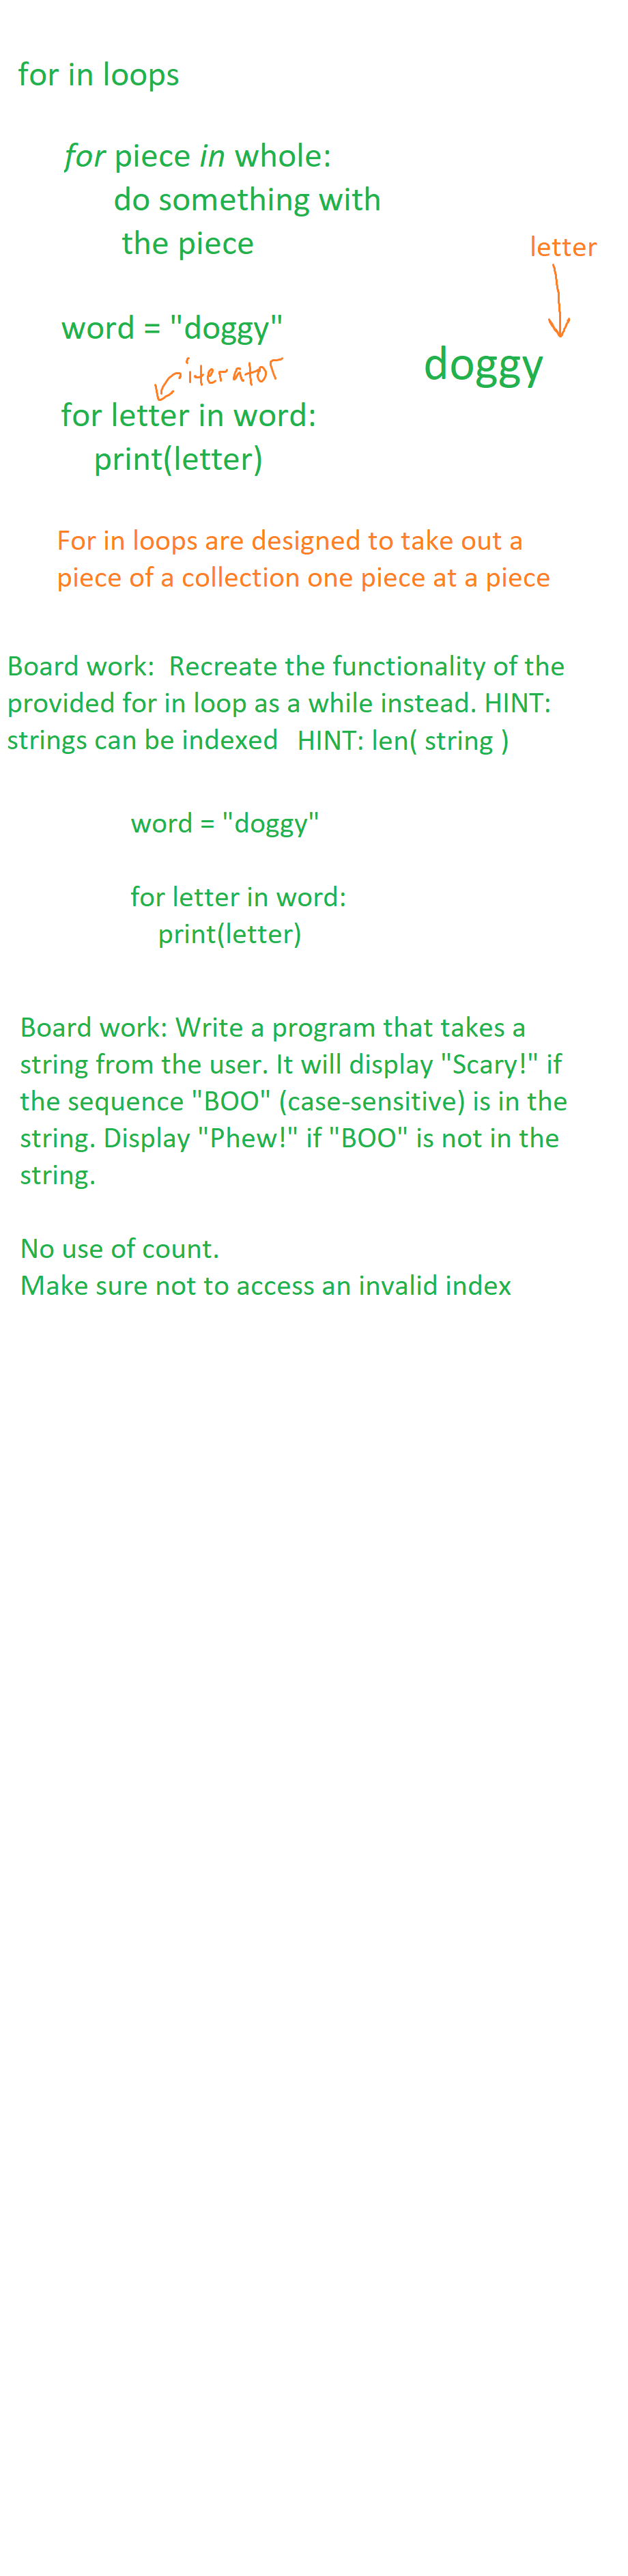 for in loops
for piece in whole:
do something with
the piece
letter
word = "doggy"
doggy
iterator
for letter in word:
print(letter)
For in loops are designed to take out a
piece of a collection one piece at a piece
Board work:  Recreate the functionality of the
provided for in loop as a while instead. HINT:
strings can be indexed   HINT: len( string )
word = "doggy"
for letter in word:
print(letter)
Board work: Write a program that takes a
string from the user. It will display "Scary!" if
the sequence "BOO" (case-sensitive) is in the
string. Display "Phew!" if "BOO" is not in the
string.
No use of count.
Make sure not to access an invalid index